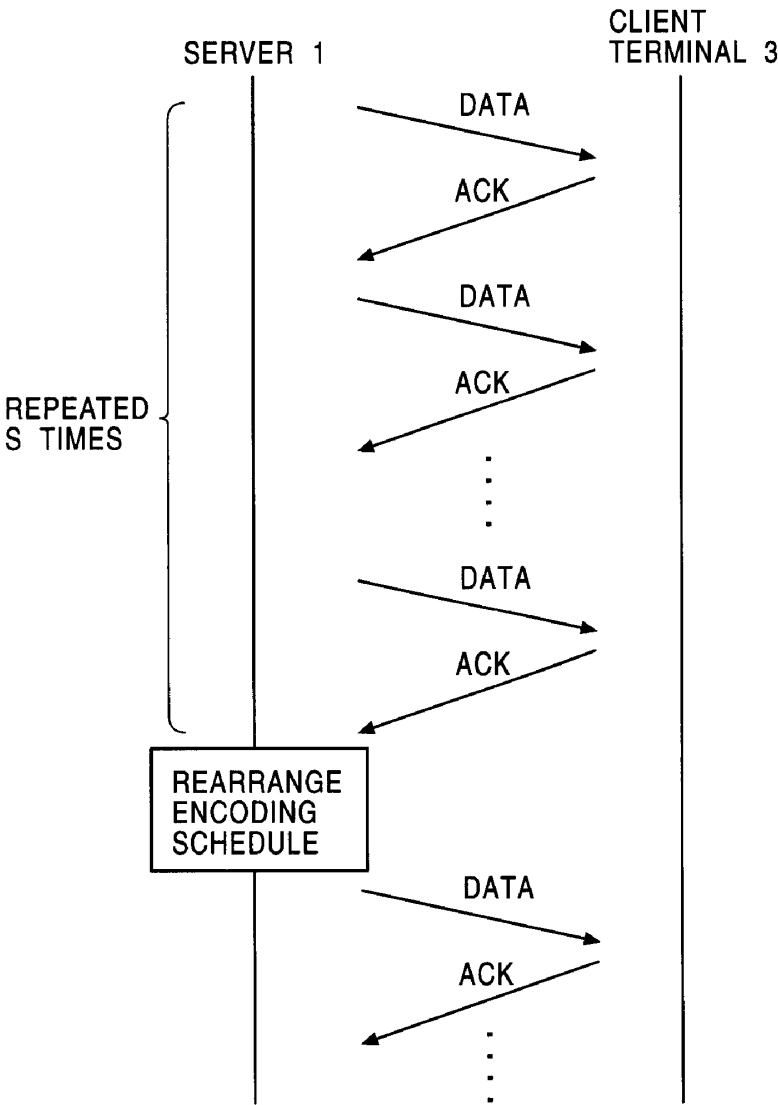 SERVER 1
CLIENT
TERMINAL 3
DATA
ACK
DATA
ACK
REPEATED
S TIMES
DATA
ACK
REARRANGE
ENCODING
SCHEDULE
DATA
ACK